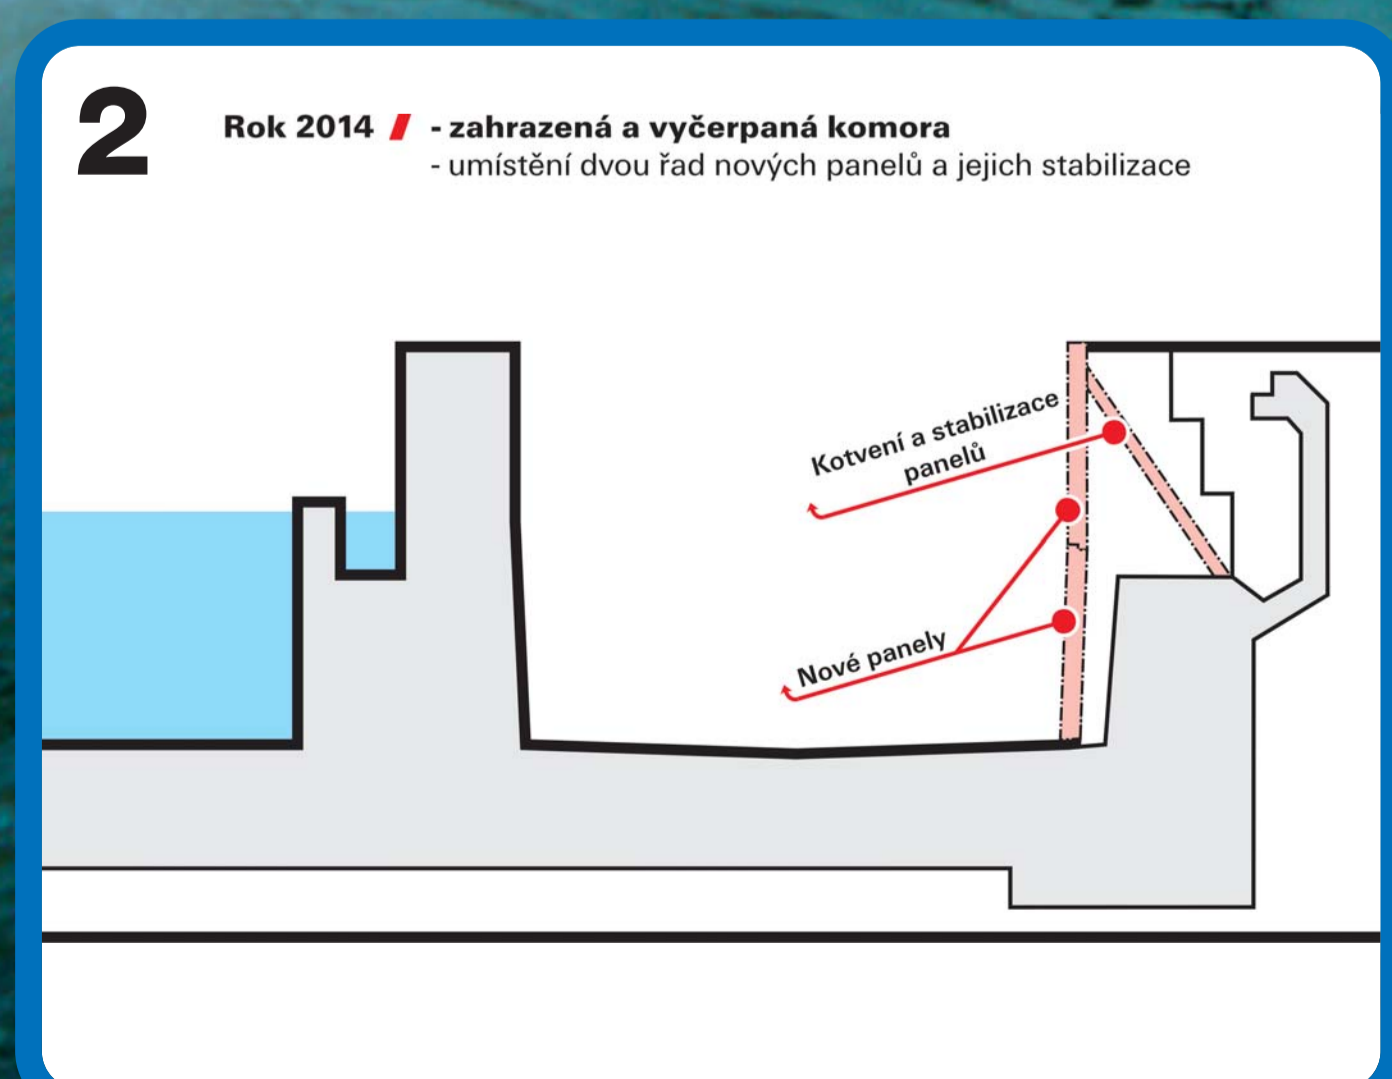 2
Rok 2014 / - zahrazená a vyčerpaná komora
- umístění dvou řad nových panelů a jejich stabilizace
Kotvení a stabilizace
panelů
Nové panely